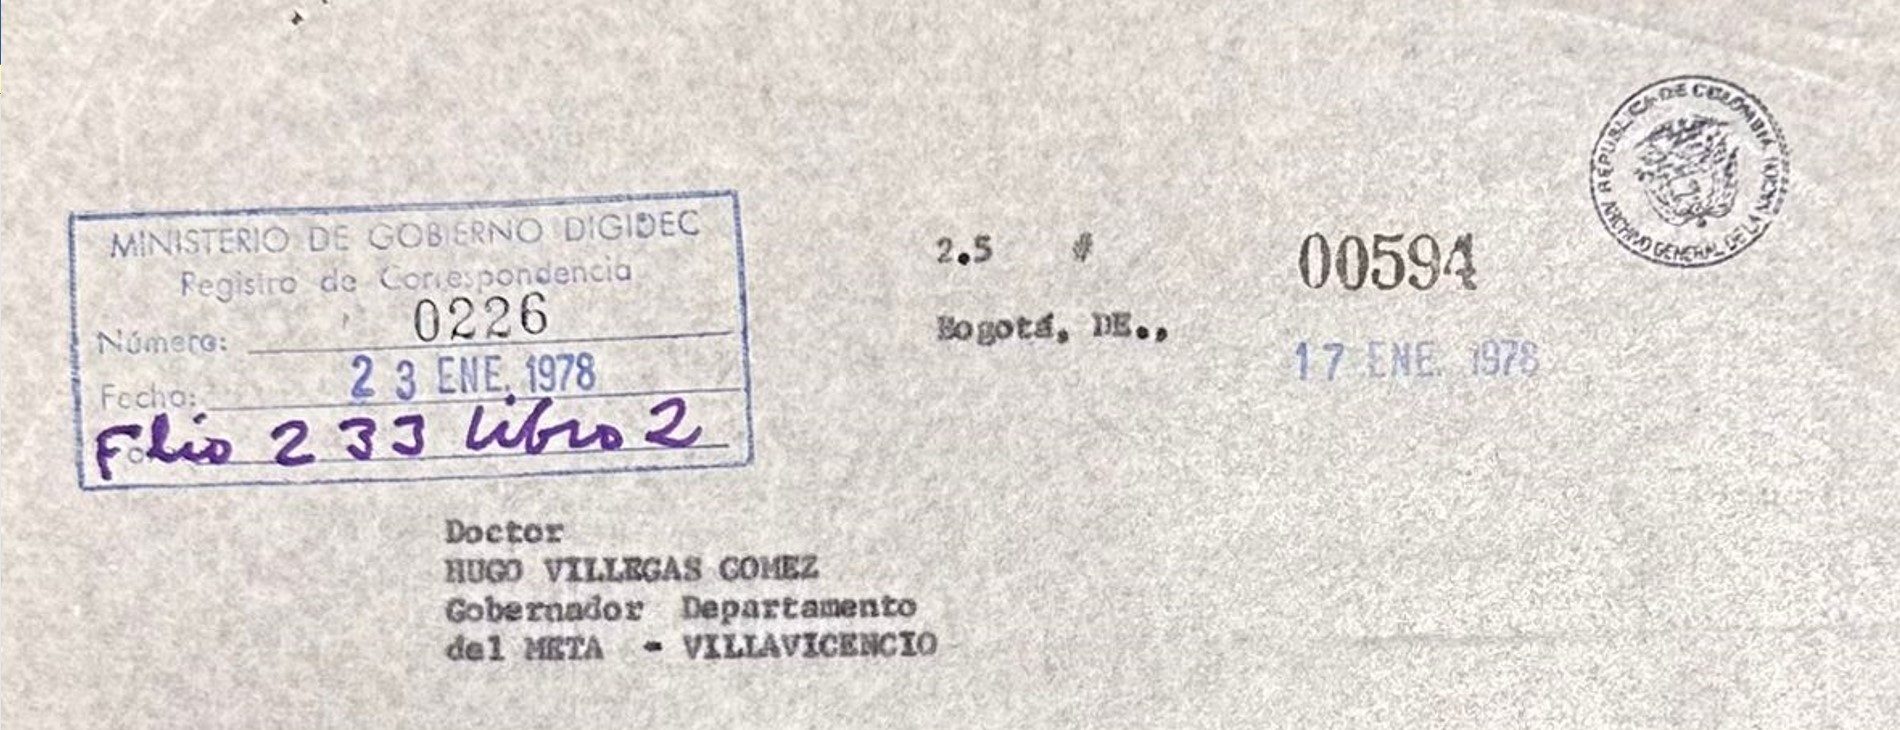 REPUBLICA DE COLOMBIA
ARCHIVO GENERAL DE LA NACION
MINISTERIO DE GOBIERNO DIGIDEC
Registro de Correspondencia
Número: 0226
Fecha: 23 ENE. 1978
Folio 233 Libro 2
2.5 # 00594
Bogotá, DE.,
17 ENE. 1978
Doctor
HUGO VILLEGAS GOMEZ
Gobernador Departamento
del META - VILLAVICENCIO